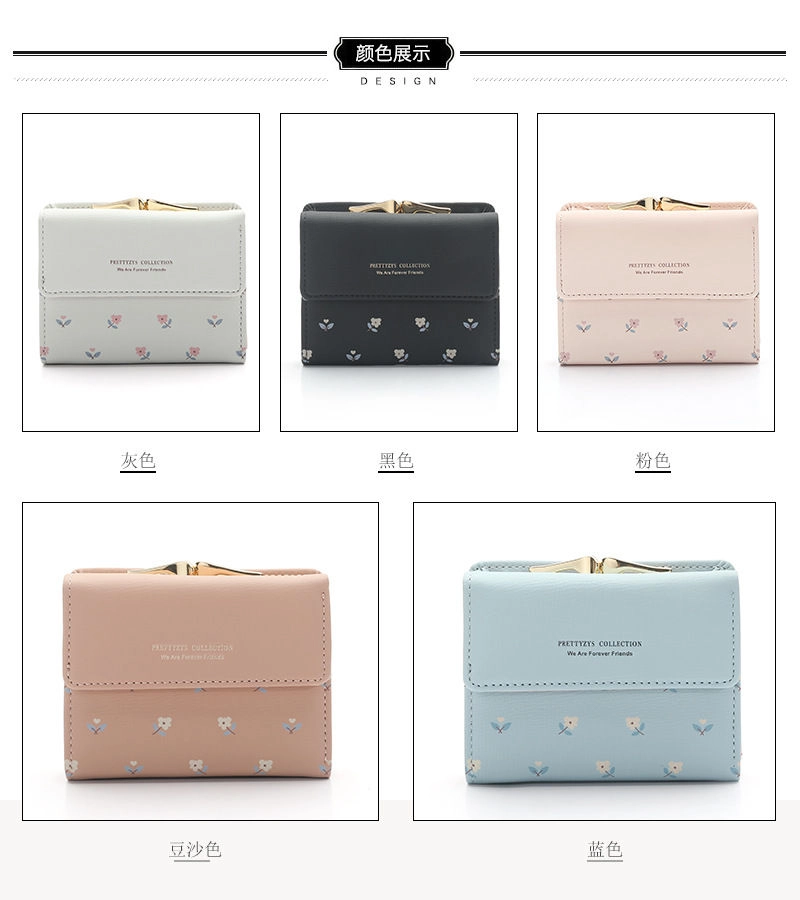 颜色展示
DESIGN
PRETTYZYS COLLECTION
We Are Forever Friends
PRETTYZYS COLLECTION
We Are Forever Friends
PRETTYZYS COLLECTION
We Are Forever Friends
灰色
黑色
粉色
PRETTYZYS COLLECTION
We Are Forever Friends
PRETTYZYS COLLECTION
We Are Forever Friends
豆沙色
蓝色